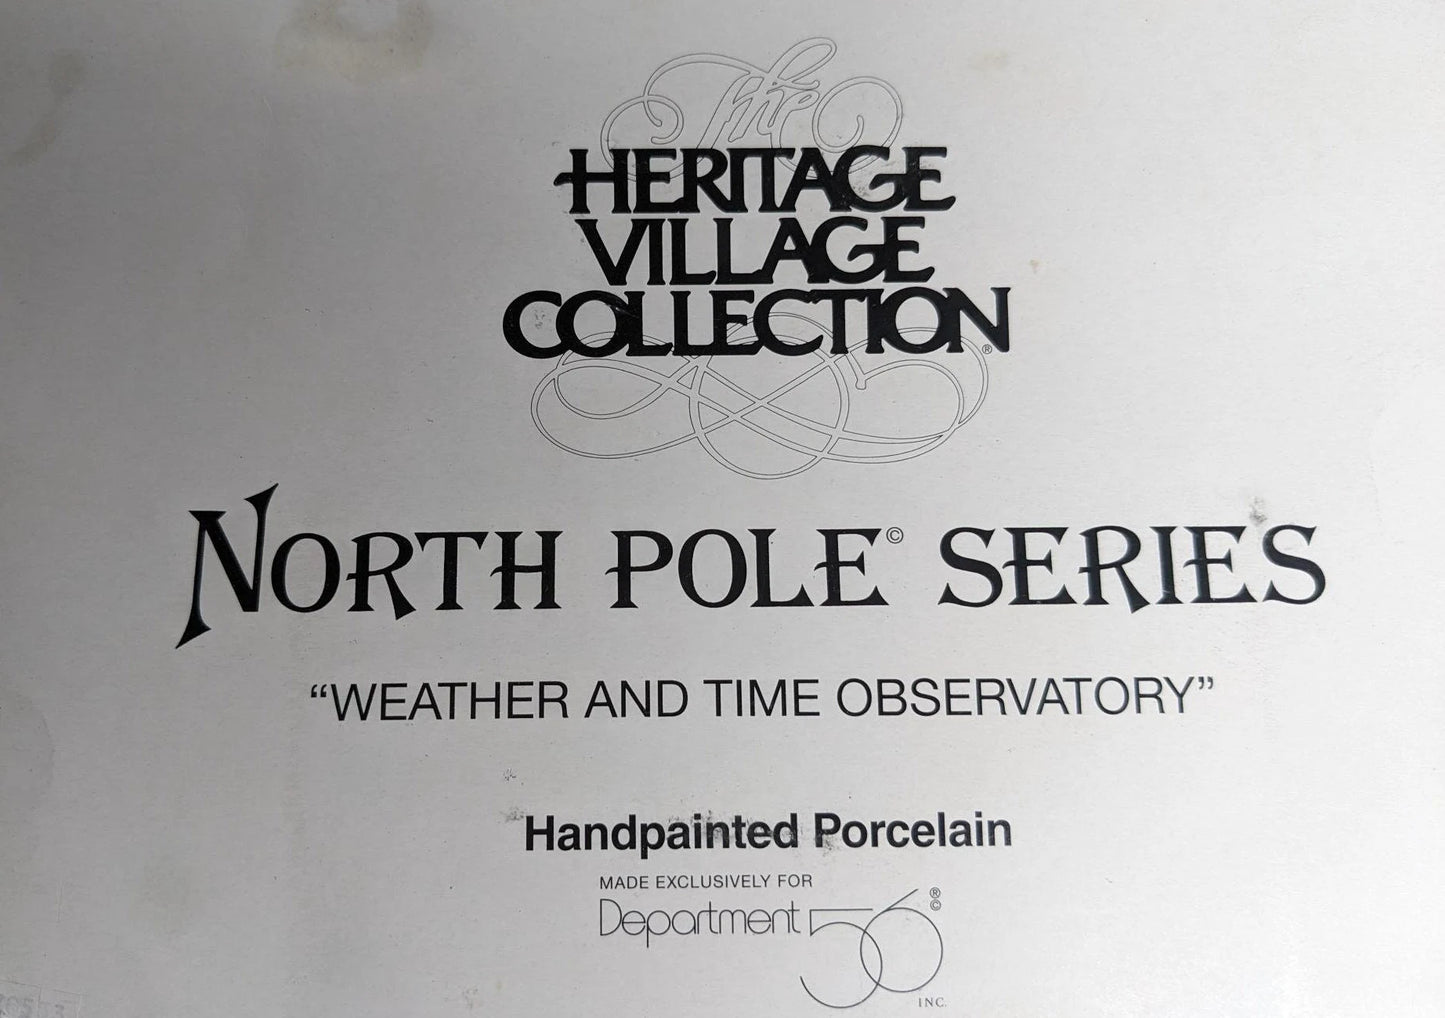 The
HERITAGE
VILLAGE
COLLECTION®
NORTH POLE© SERIES
“WEATHER AND TIME OBSERVATORY”
Handpainted Porcelain
MADE EXCLUSIVELY FOR
Department 56®©
INC.